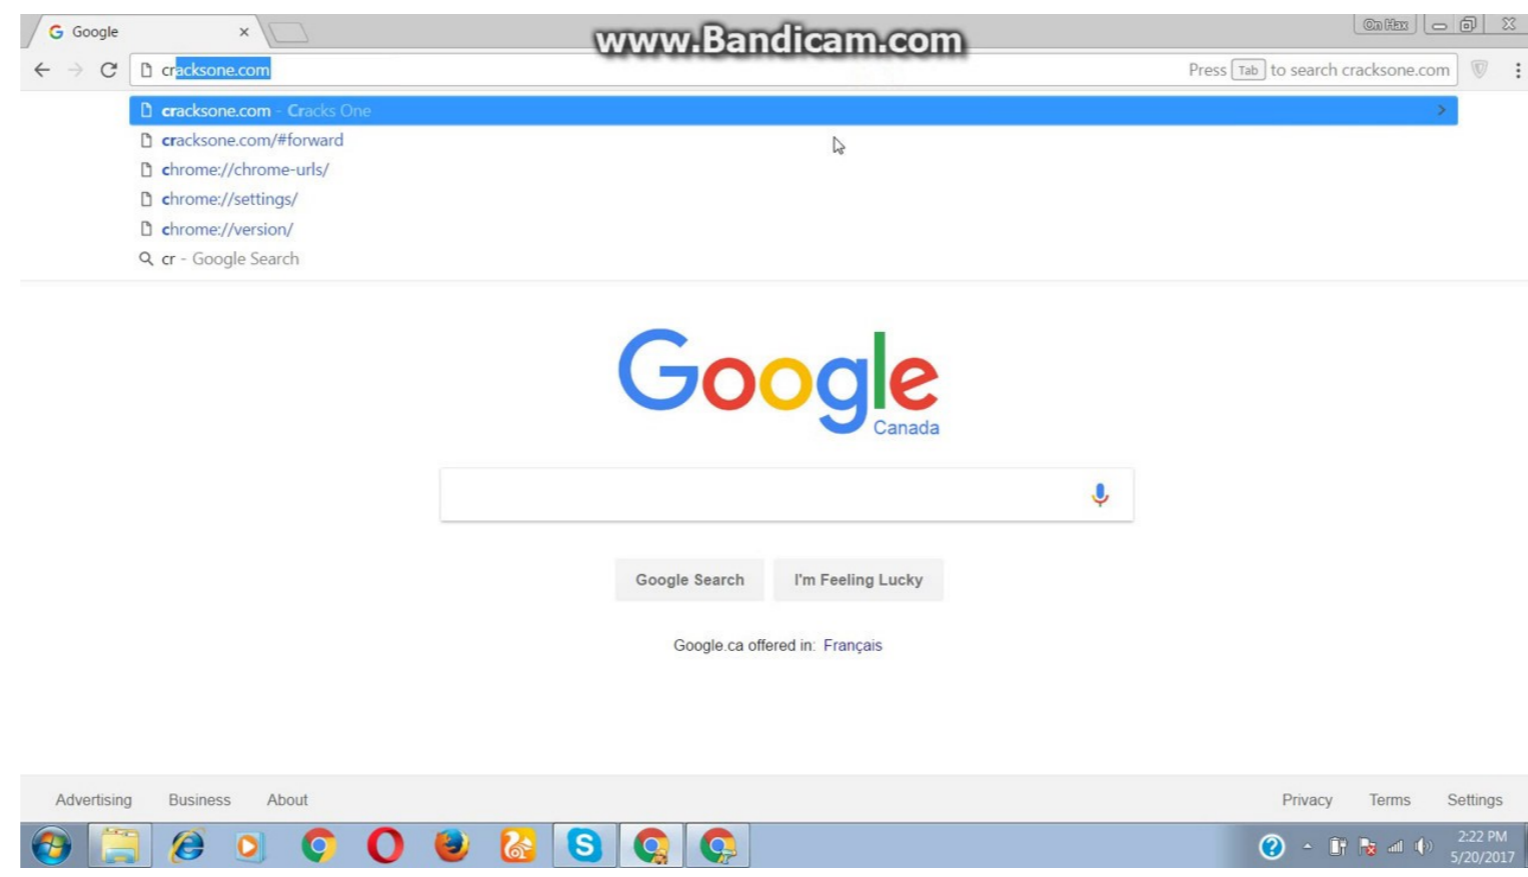 Google
www.Bandicam.com
On Hax
cracksone.com
Press Tab to search cracksone.com
cracksone.com - Cracks One
cracksone.com/#forward
chrome://chrome-urls/
chrome://settings/
chrome://version/
cr - Google Search
Google
Canada
Google Search
I'm Feeling Lucky
Google.ca offered in: Français
Advertising
Business
About
Privacy
Terms
Settings
2:22 PM
5/20/2017